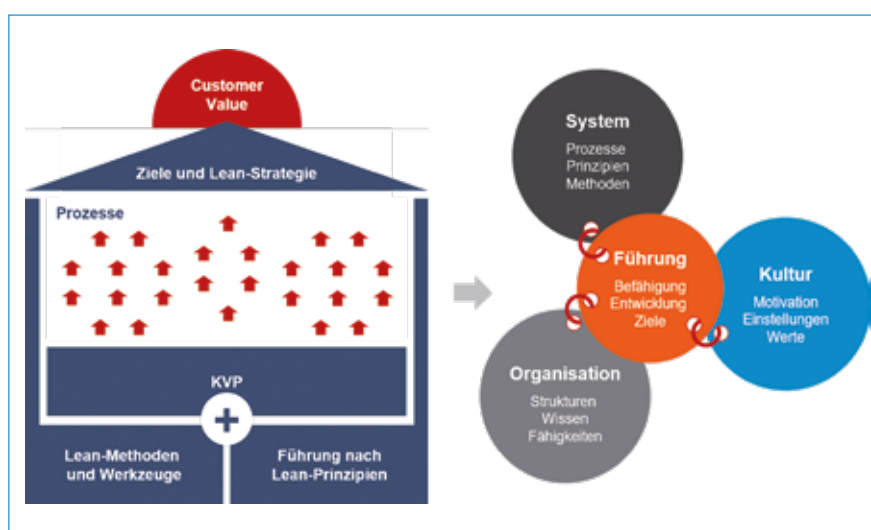 Customer
Value
Ziele und Lean-Strategie
Prozesse
KVP
+
Lean-Methoden
und Werkzeuge
Führung nach
Lean-Prinzipien
System
Prozesse
Prinzipien
Methoden
Führung
Befähigung
Entwicklung
Ziele
Kultur
Motivation
Einstellungen
Werte
Organisation
Strukturen
Wissen
Fähigkeiten